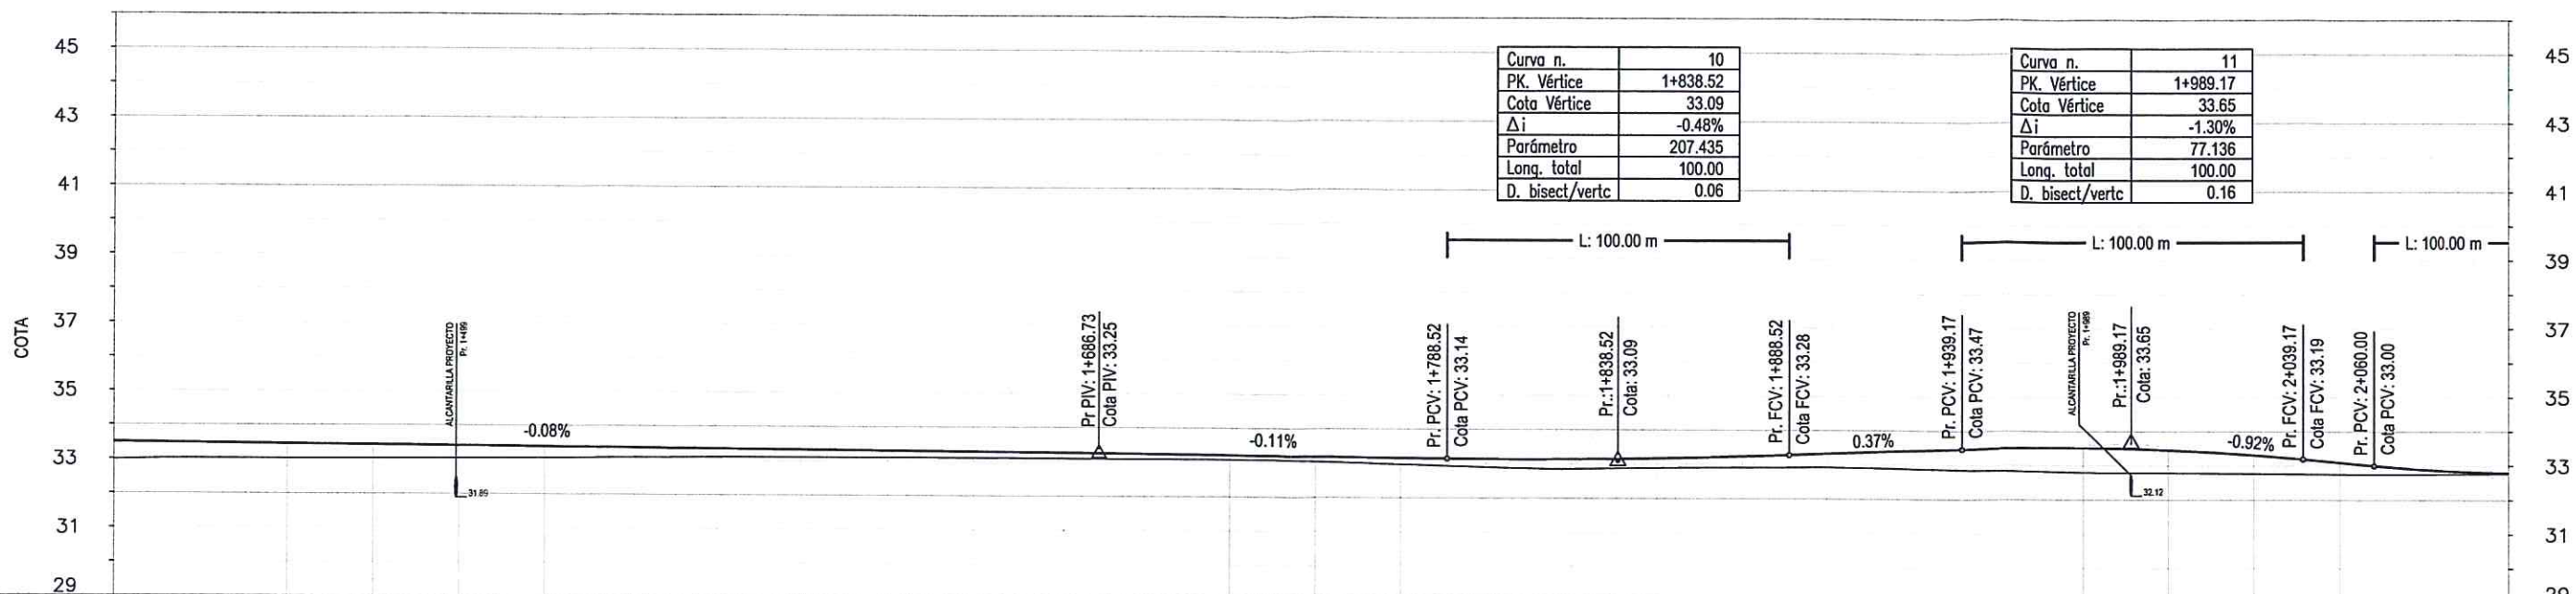 45
43
41
39
37
35
33
31
29
COTA
Curva n. 10
PK. Vértice 1+838.52
Cota Vértice 33.09
Δi -0.48%
Parámetro 207.435
Long. total 100.00
D. bisect/vertc 0.06
Curva n. 11
PK. Vértice 1+989.17
Cota Vértice 33.65
Δi -1.30%
Parámetro 77.136
Long. total 100.00
D. bisect/vertc 0.16
L: 100.00 m
L: 100.00 m
L: 100.00 m
ALCANTARILLA PROYECTO
Pr. 1+499
31.89
-0.08%
Pr PIV: 1+686.73
Cota PIV: 33.25
-0.11%
Pr. PCV: 1+788.52
Cota PCV: 33.14
Pr.:1+838.52
Cota: 33.09
Pr. FCV: 1+888.52
Cota FCV: 33.28
0.37%
Pr. PCV: 1+939.17
Cota PCV: 33.47
ALCANTARILLA PROYECTO
Pr. 1+989
32.12
Pr.:1+989.17
Cota: 33.65
-0.92%
Pr. FCV: 2+039.17
Cota FCV: 33.19
Pr. PCV: 2+060.00
Cota PCV: 33.00
45
43
41
39
37
35
33
31